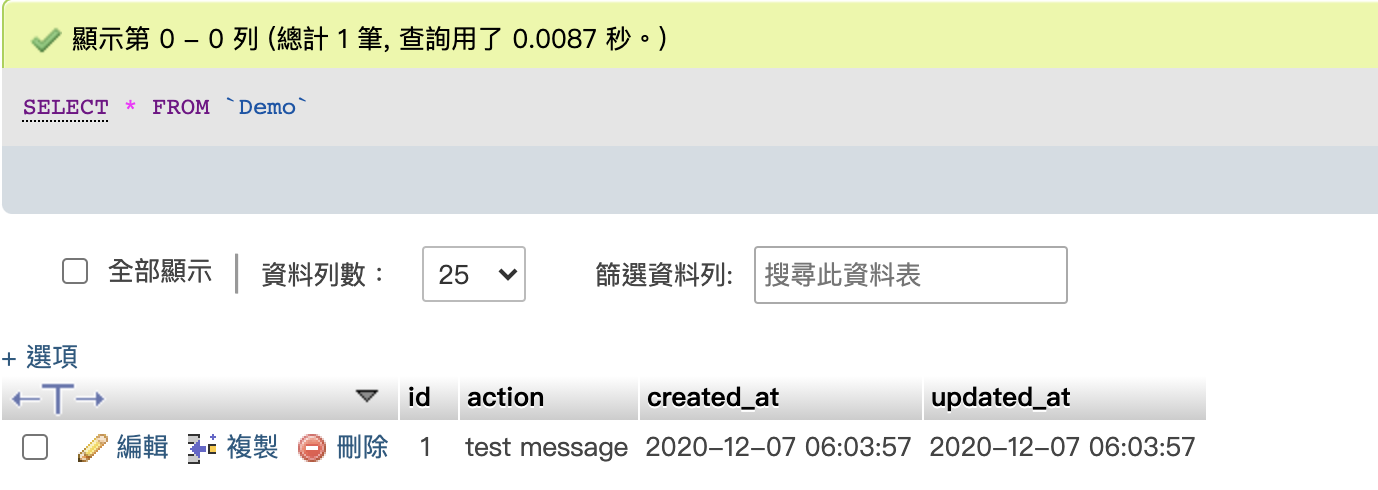 顯示第 0 - 0 列 (總計 1 筆, 查詢用了 0.0087 秒。)
SELECT * FROM `Demo`
全部顯示 資料列數： 25 篩選資料列: 搜尋此資料表
+ 選項
←T→ id action created_at updated_at
編輯 複製 刪除 1 test message 2020-12-07 06:03:57 2020-12-07 06:03:57